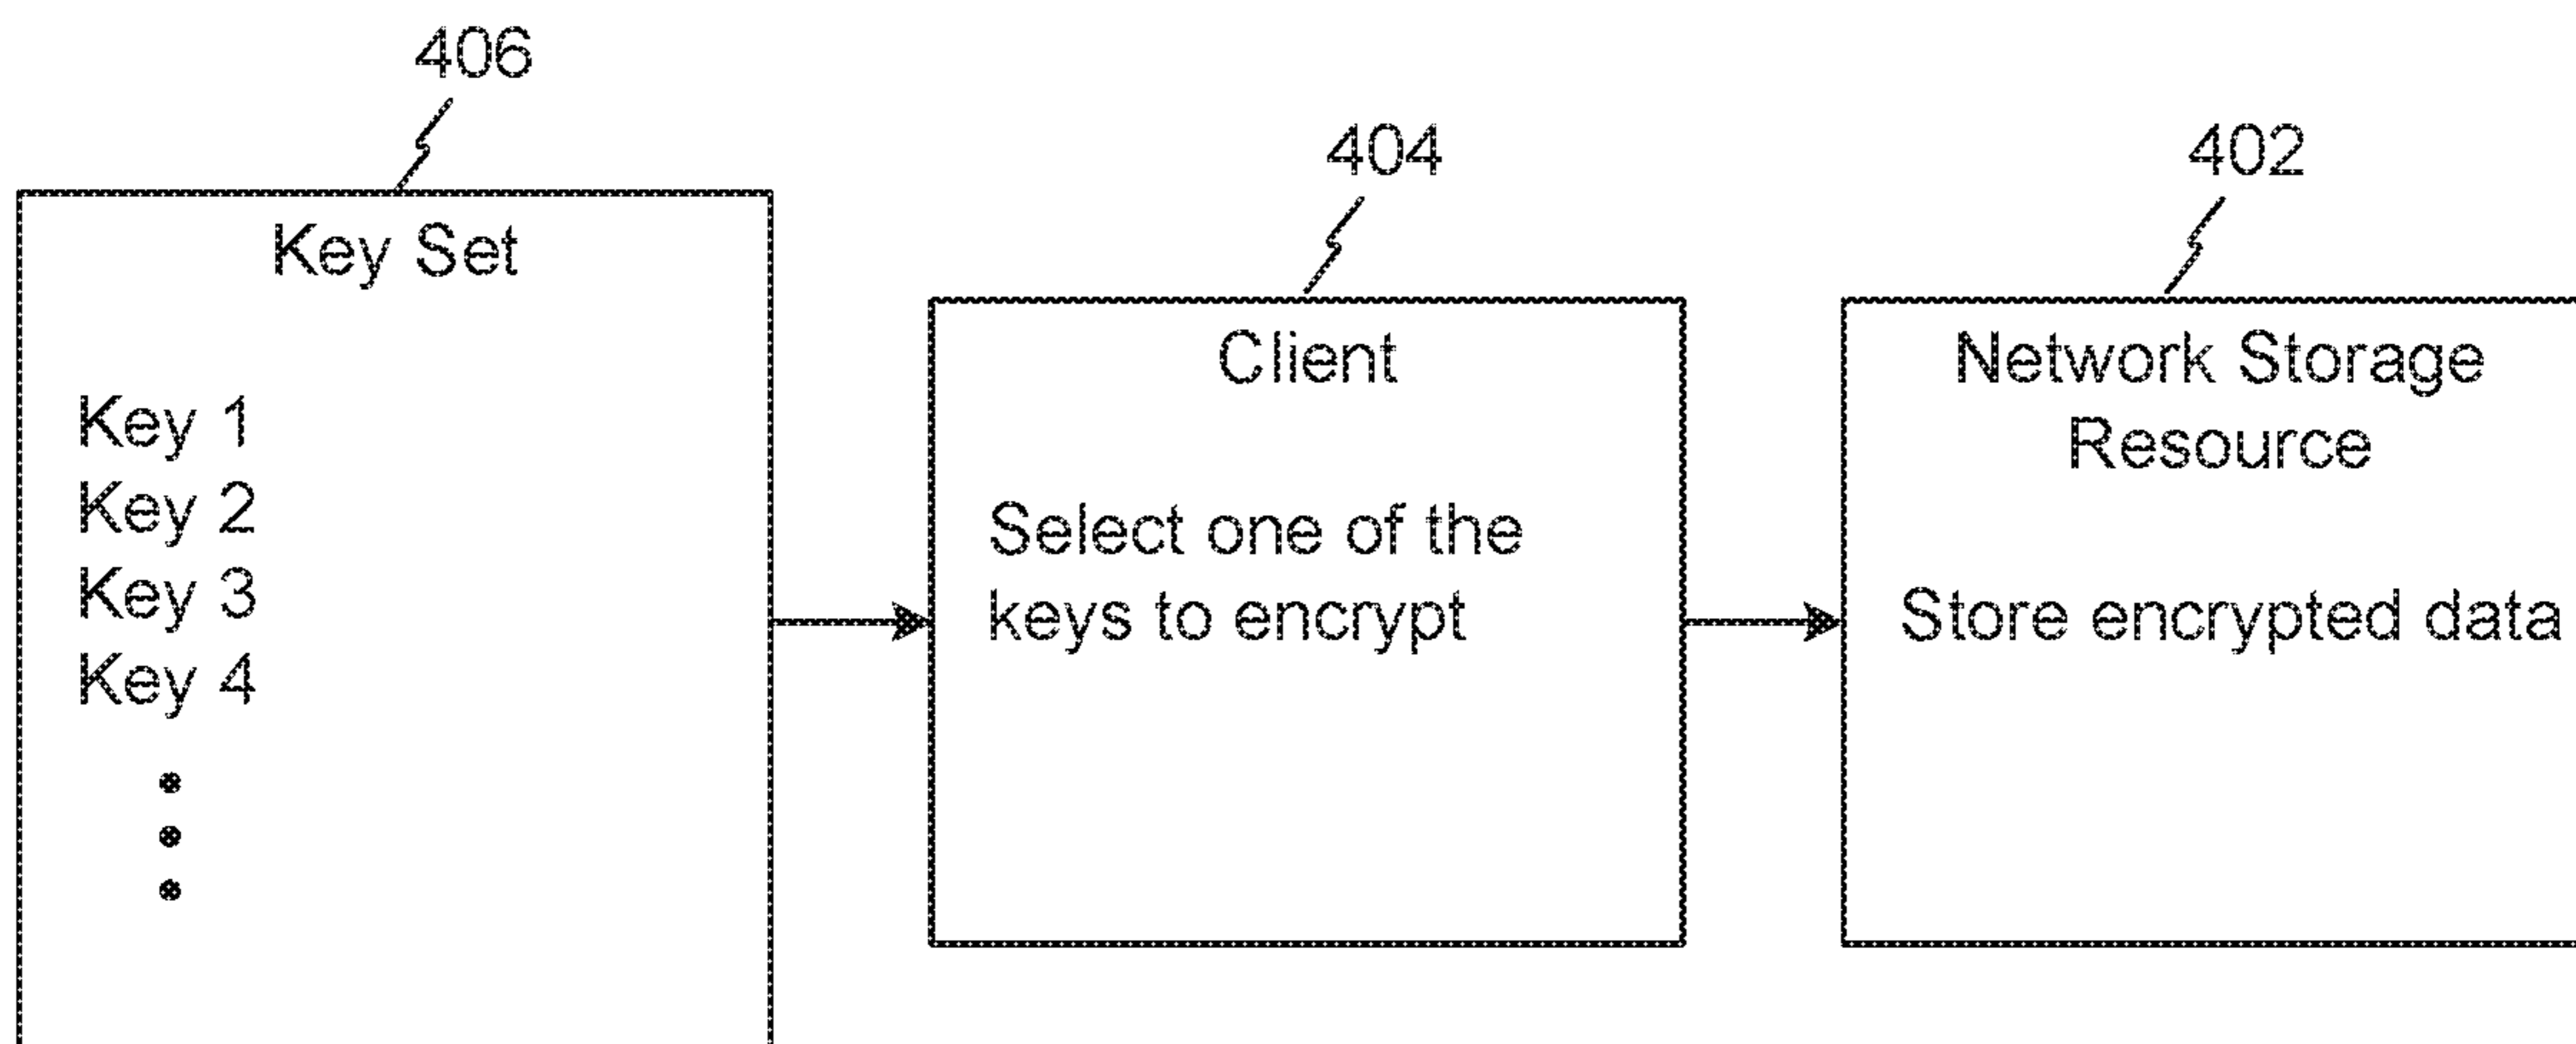 406
404
402
Key Set
Key 1
Key 2
Key 3
Key 4
Client
Select one of the
keys to encrypt
Network Storage
Resource
Store encrypted data